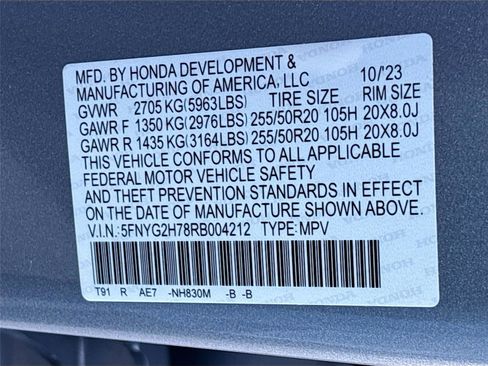 MFD. BY HONDA DEVELOPMENT &
MANUFACTURING OF AMERICA, LLC 10/'23
GVWR 2705 KG(5963LBS) TIRE SIZE RIM SIZE
GAWR F 1350 KG(2976LBS) 255/50R20 105H 20X8.0J
GAWR R 1435 KG(3164LBS) 255/50R20 105H 20X8.0J
THIS VEHICLE CONFORMS TO ALL APPLICABLE
FEDERAL MOTOR VEHICLE SAFETY
AND THEFT PREVENTION STANDARDS IN EFFECT
ON THE DATE OF MANUFACTURE SHOWN ABOVE.
V.I.N.: 5FNYG2H78RB004212 TYPE: MPV
T91 R AE7 -NH830M -B -B